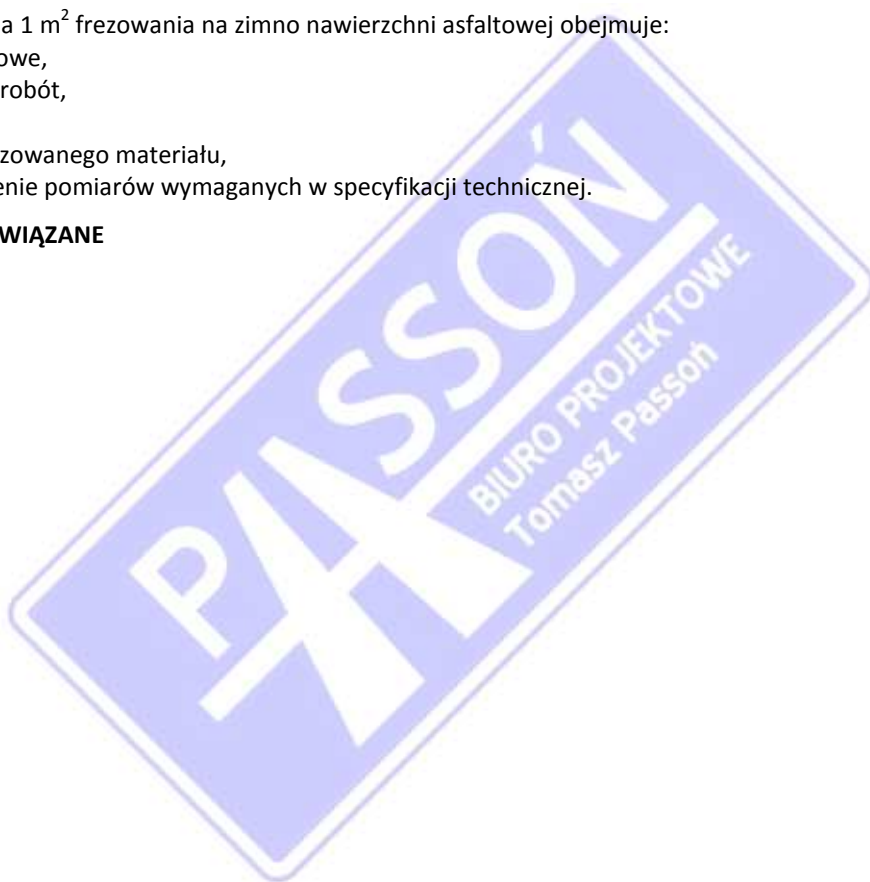 a 1 m² frezowania na zimno nawierzchni asfaltowej obejmuje:
owe,
robót,
zowanego materiału,
enie pomiarów wymaganych w specyfikacji technicznej.
WIĄZANE
PASSOŃ
BIURO PROJEKTOWE
Tomasz Passoń